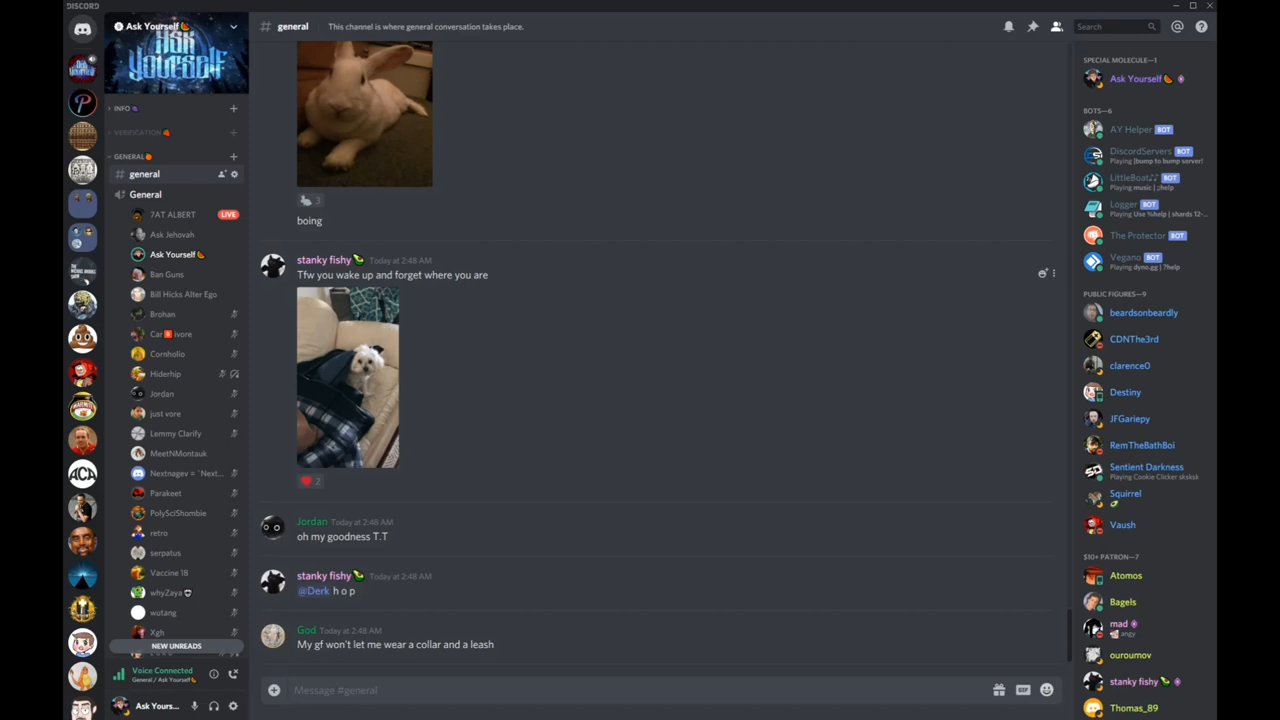 DISCORD
Ask Yourself
ASK
YOURSELF
INFO
VERIFICATION
GENERAL
general
General
7AT ALBERT LIVE
Ask Jehovah
Ask Yourself
Ban Guns
Bill Hicks Alter Ego
Brohan
Car🅱ivore
Cornholio
Hiderhip
Jordan
just vore
Lemmy Clarify
MeetNMontauk
Nextnagev = `Next...
Parakeet
PolySciShombie
retro
serpatus
Vaccine 18
whyZaya
wutang
Xgh
NEW UNREADS
Voice Connected
General / Ask Yourself
Ask Yours...
# general This channel is where general conversation takes place.
Search
3
boing
stanky fishy Today at 2:48 AM
Tfw you wake up and forget where you are
2
Jordan Today at 2:48 AM
oh my goodness T.T
stanky fishy Today at 2:48 AM
@Derk h o p
God Today at 2:48 AM
My gf won't let me wear a collar and a leash
Message #general
GIF
SPECIAL MOLECULE—1
Ask Yourself
BOTS—6
AY Helper BOT
DiscordServers BOT
Playing !bump to bump server!
LittleBoat♪♪ BOT
Playing music | ;;help
Logger BOT
Playing Use %help | shards 12-...
The Protector BOT
Vegano BOT
Playing dyno.gg | ?help
PUBLIC FIGURES—9
beardsonbeardly
CDNThe3rd
clarence0
Destiny
JFGariepy
RemTheBathBoi
Sentient Darkness
Playing Cookie Clicker sksksk
Squirrel
Vaush
$10+ PATRON—7
Atomos
Bagels
mad
angy
ouroumov
stanky fishy
Thomas_89
ACA